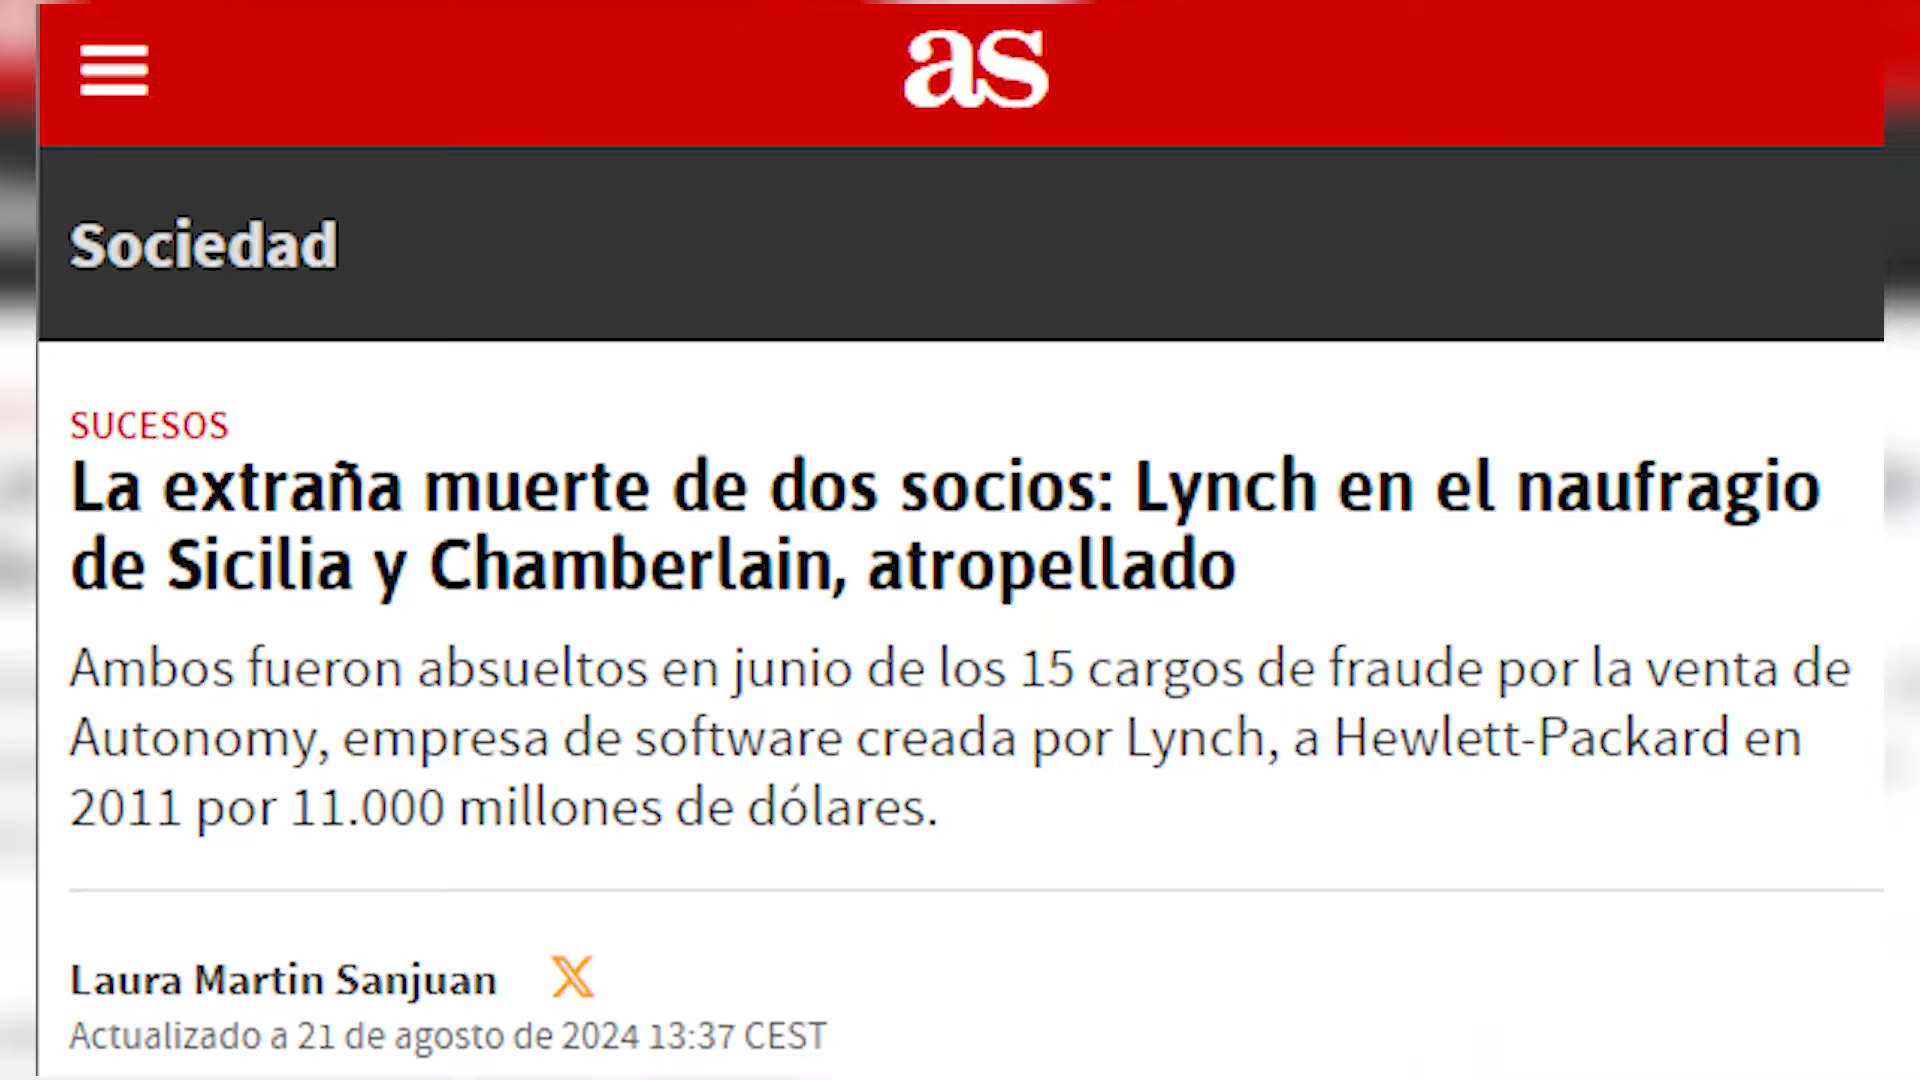 as
Sociedad
SUCESOS
La extraña muerte de dos socios: Lynch en el naufragio
de Sicilia y Chamberlain, atropellado
Ambos fueron absueltos en junio de los 15 cargos de fraude por la venta de
Autonomy, empresa de software creada por Lynch, a Hewlett-Packard en
2011 por 11.000 millones de dólares.
Laura Martin Sanjuan X
Actualizado a 21 de agosto de 2024 13:37 CEST